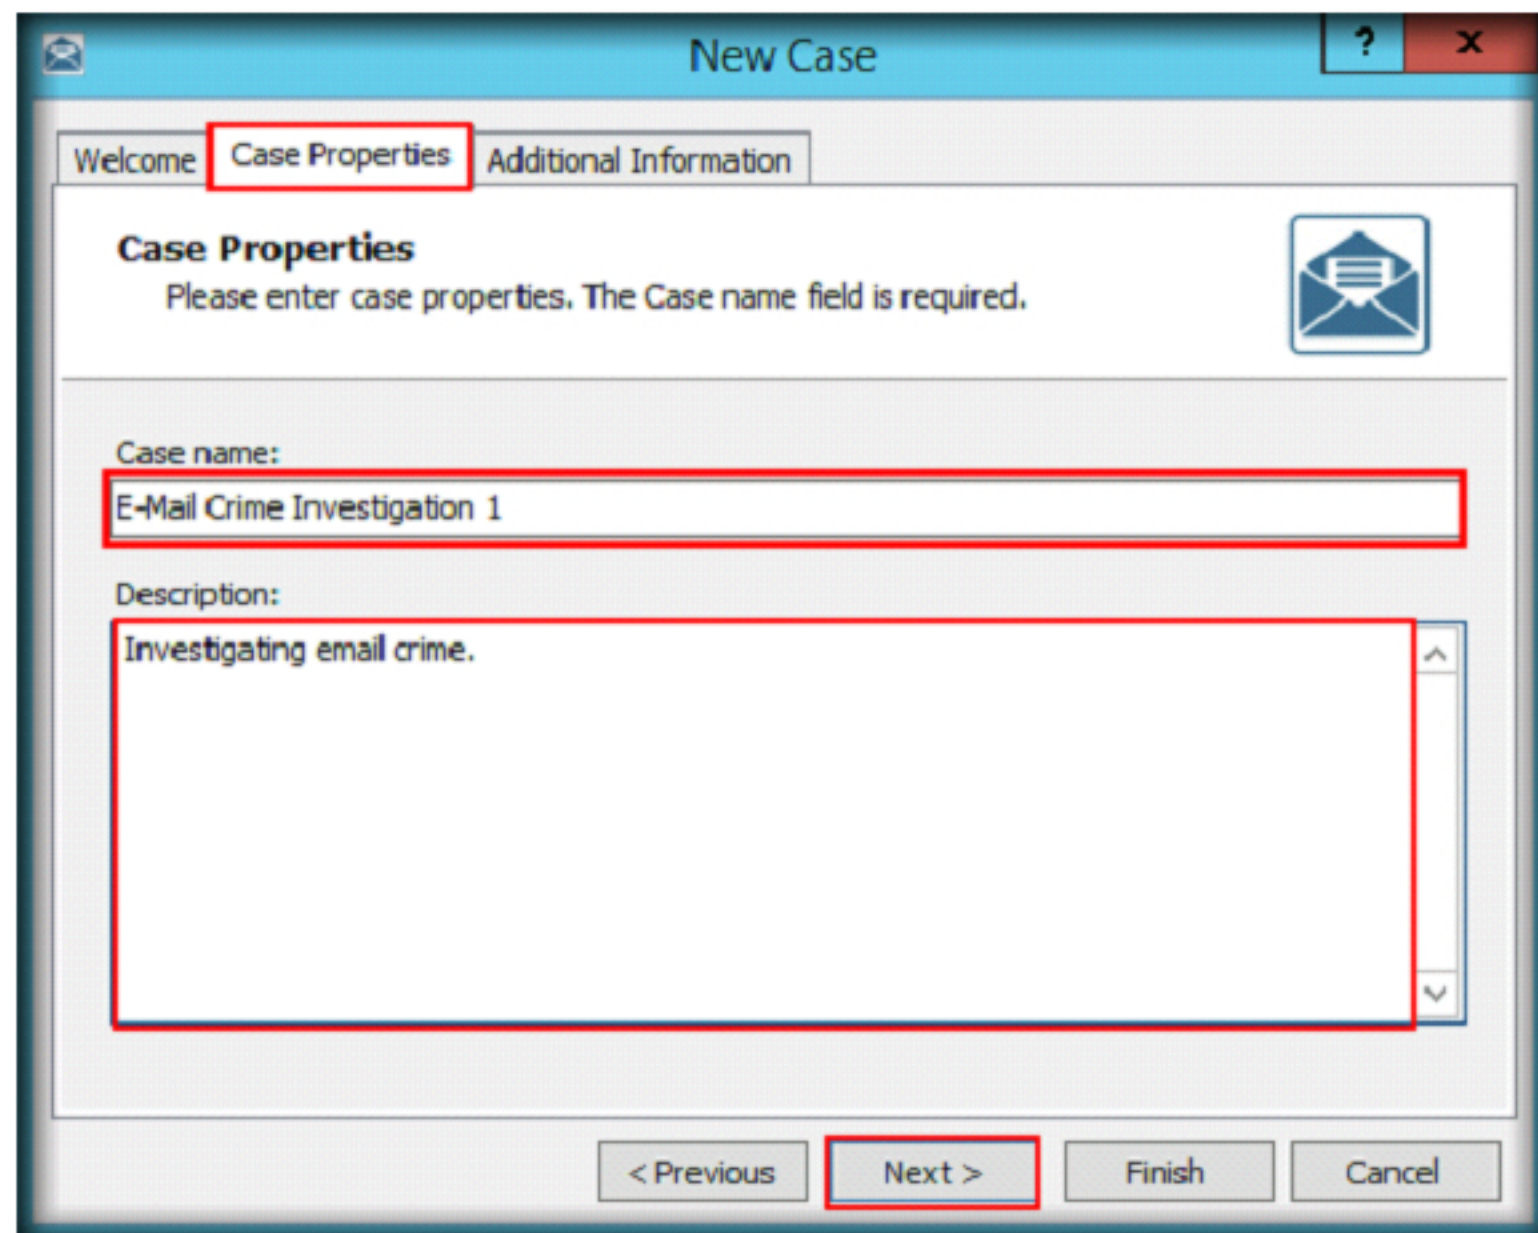 New Case
?
x
Welcome
Case Properties
Additional Information
Case Properties
Please enter case properties. The Case name field is required.
Case name:
E-Mail Crime Investigation 1
Description:
Investigating email crime.
< Previous
Next >
Finish
Cancel